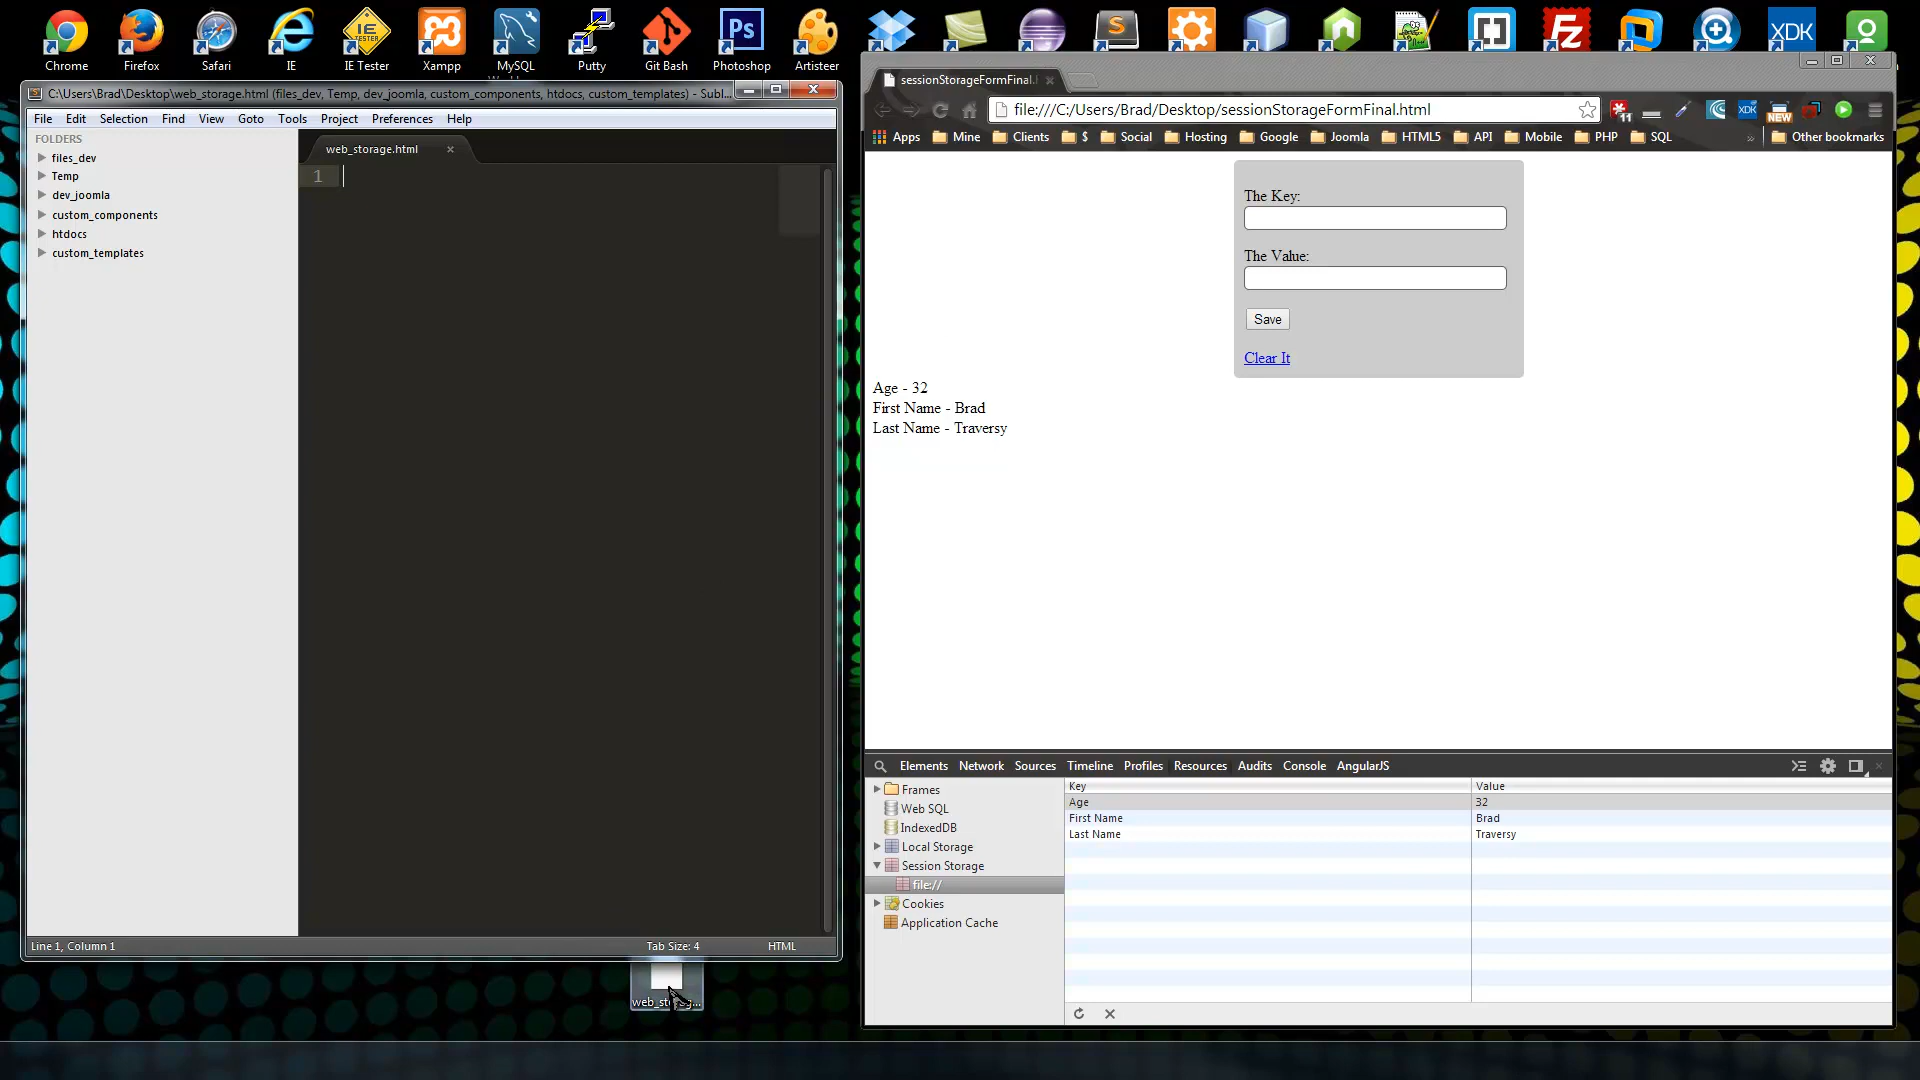 Chrome
Firefox
Safari
IE
IE Tester
Xampp
MySQL
Putty
Git Bash
Photoshop
Artisteer
C:\Users\Brad\Desktop\web_storage.html (files_dev, Temp, dev_joomla, custom_components, htdocs, custom_templates) - Subl...
File Edit Selection Find View Goto Tools Project Preferences Help
FOLDERS
files_dev
Temp
dev_joomla
custom_components
htdocs
custom_templates
web_storage.html
1
Line 1, Column 1
Tab Size: 4
HTML
web_storag...
sessionStorageFormFinal.
file:///C:/Users/Brad/Desktop/sessionStorageFormFinal.html
11
XDK
NEW
Apps Mine Clients $ Social Hosting Google Joomla HTML5 API Mobile PHP SQL » Other bookmarks
The Key:
The Value:
Save
Clear It
Age - 32
First Name - Brad
Last Name - Traversy
Elements Network Sources Timeline Profiles Resources Audits Console AngularJS
Frames
Web SQL
IndexedDB
Local Storage
Session Storage
file://
Cookies
Application Cache
Key Value
Age 32
First Name Brad
Last Name Traversy